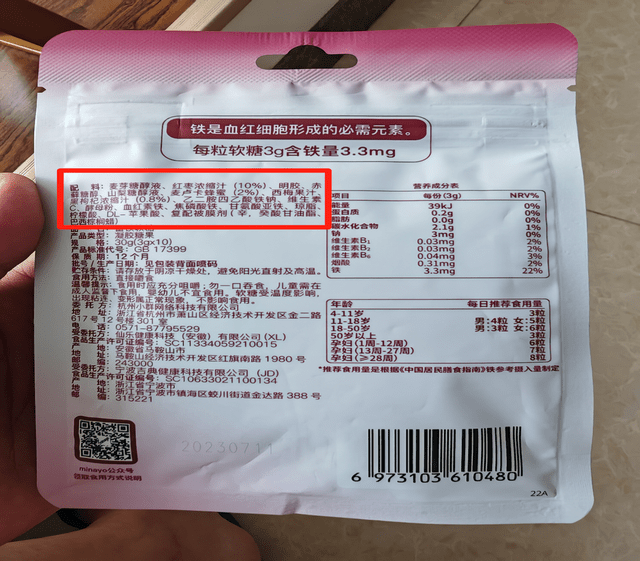 铁是血红细胞形成的必需元素。
每粒软糖3g含铁量3.3mg
配 料：麦芽糖醇液、红枣浓缩汁（10%）、明胶、赤
藓糖醇、山梨糖醇液、麦卢卡蜂蜜（2%）、西梅果汁、
黑枸杞浓缩汁（0.8%）、乙二胺四乙酸铁钠、维生素
C、酵母粉、血红素铁、焦磷酸铁、甘氨酸亚铁、琼脂、
柠檬酸、DL-苹果酸、复配被膜剂（辛，癸酸甘油酯、
巴西棕榈蜡）
产品类型：凝胶糖果
规 格：30g(3gx10)
产品标准代号：GB 17399
保质期：12个月
批号/生产日期：见包装背面喷码
贮存条件：请存放于阴凉干燥处，避免阳光直射及高温。
食用方法：直接嚼食
温馨提示：食用时应充分咀嚼；勿一口吞食，儿童需在
成人监督下食用，婴幼儿不宜食用。软糖受温度影响，
出现粘连、变形属正常现象，不影响食用。
委托方：杭州小群网络科技有限公司
地址：浙江省杭州市萧山区经济技术开发区金二路
617号12号楼301室
电话：0571-87795529
受委托方：仙乐健康科技（安徽）有限公司(XL)
食品生产许可证编号：SC11334059210015
产地：安徽省马鞍山市
地址：马鞍山经济技术开发区红旗南路1980号
邮编：243000
受委托方：宁波吉典健康科技有限公司(JD)
食品生产许可证编号：SC10633021100134
产地：浙江省宁波市
地址：浙江省宁波市镇海区蛟川街道金达路388号
邮编：315221
营养成分表
项目 每份(3g) NRV%
能量 39kJ 0%
蛋白质 0.2g 0%
脂肪 0.0g 0%
碳水化合物 2.1g 1%
钠 3mg 0%
维生素B₁ 0.03mg 2%
维生素B₆ 0.03mg 2%
烟酸 0.31mg 2%
铁 3.3mg 22%
年龄 每日推荐食用量
4-11岁 3粒
11-18岁 男:4粒 女:5粒
18-50岁 男:3粒 女:6粒
50岁以上 3粒
孕妇(1周-12周) 6粒
孕妇(13周-27周) 7粒
孕妇(≥28周) 8粒
*推荐食用量是根据《中国居民膳食指南》铁参考摄入量制定
minayo公众号
获取食用方式说明
20230711
6 973103 610480
22A